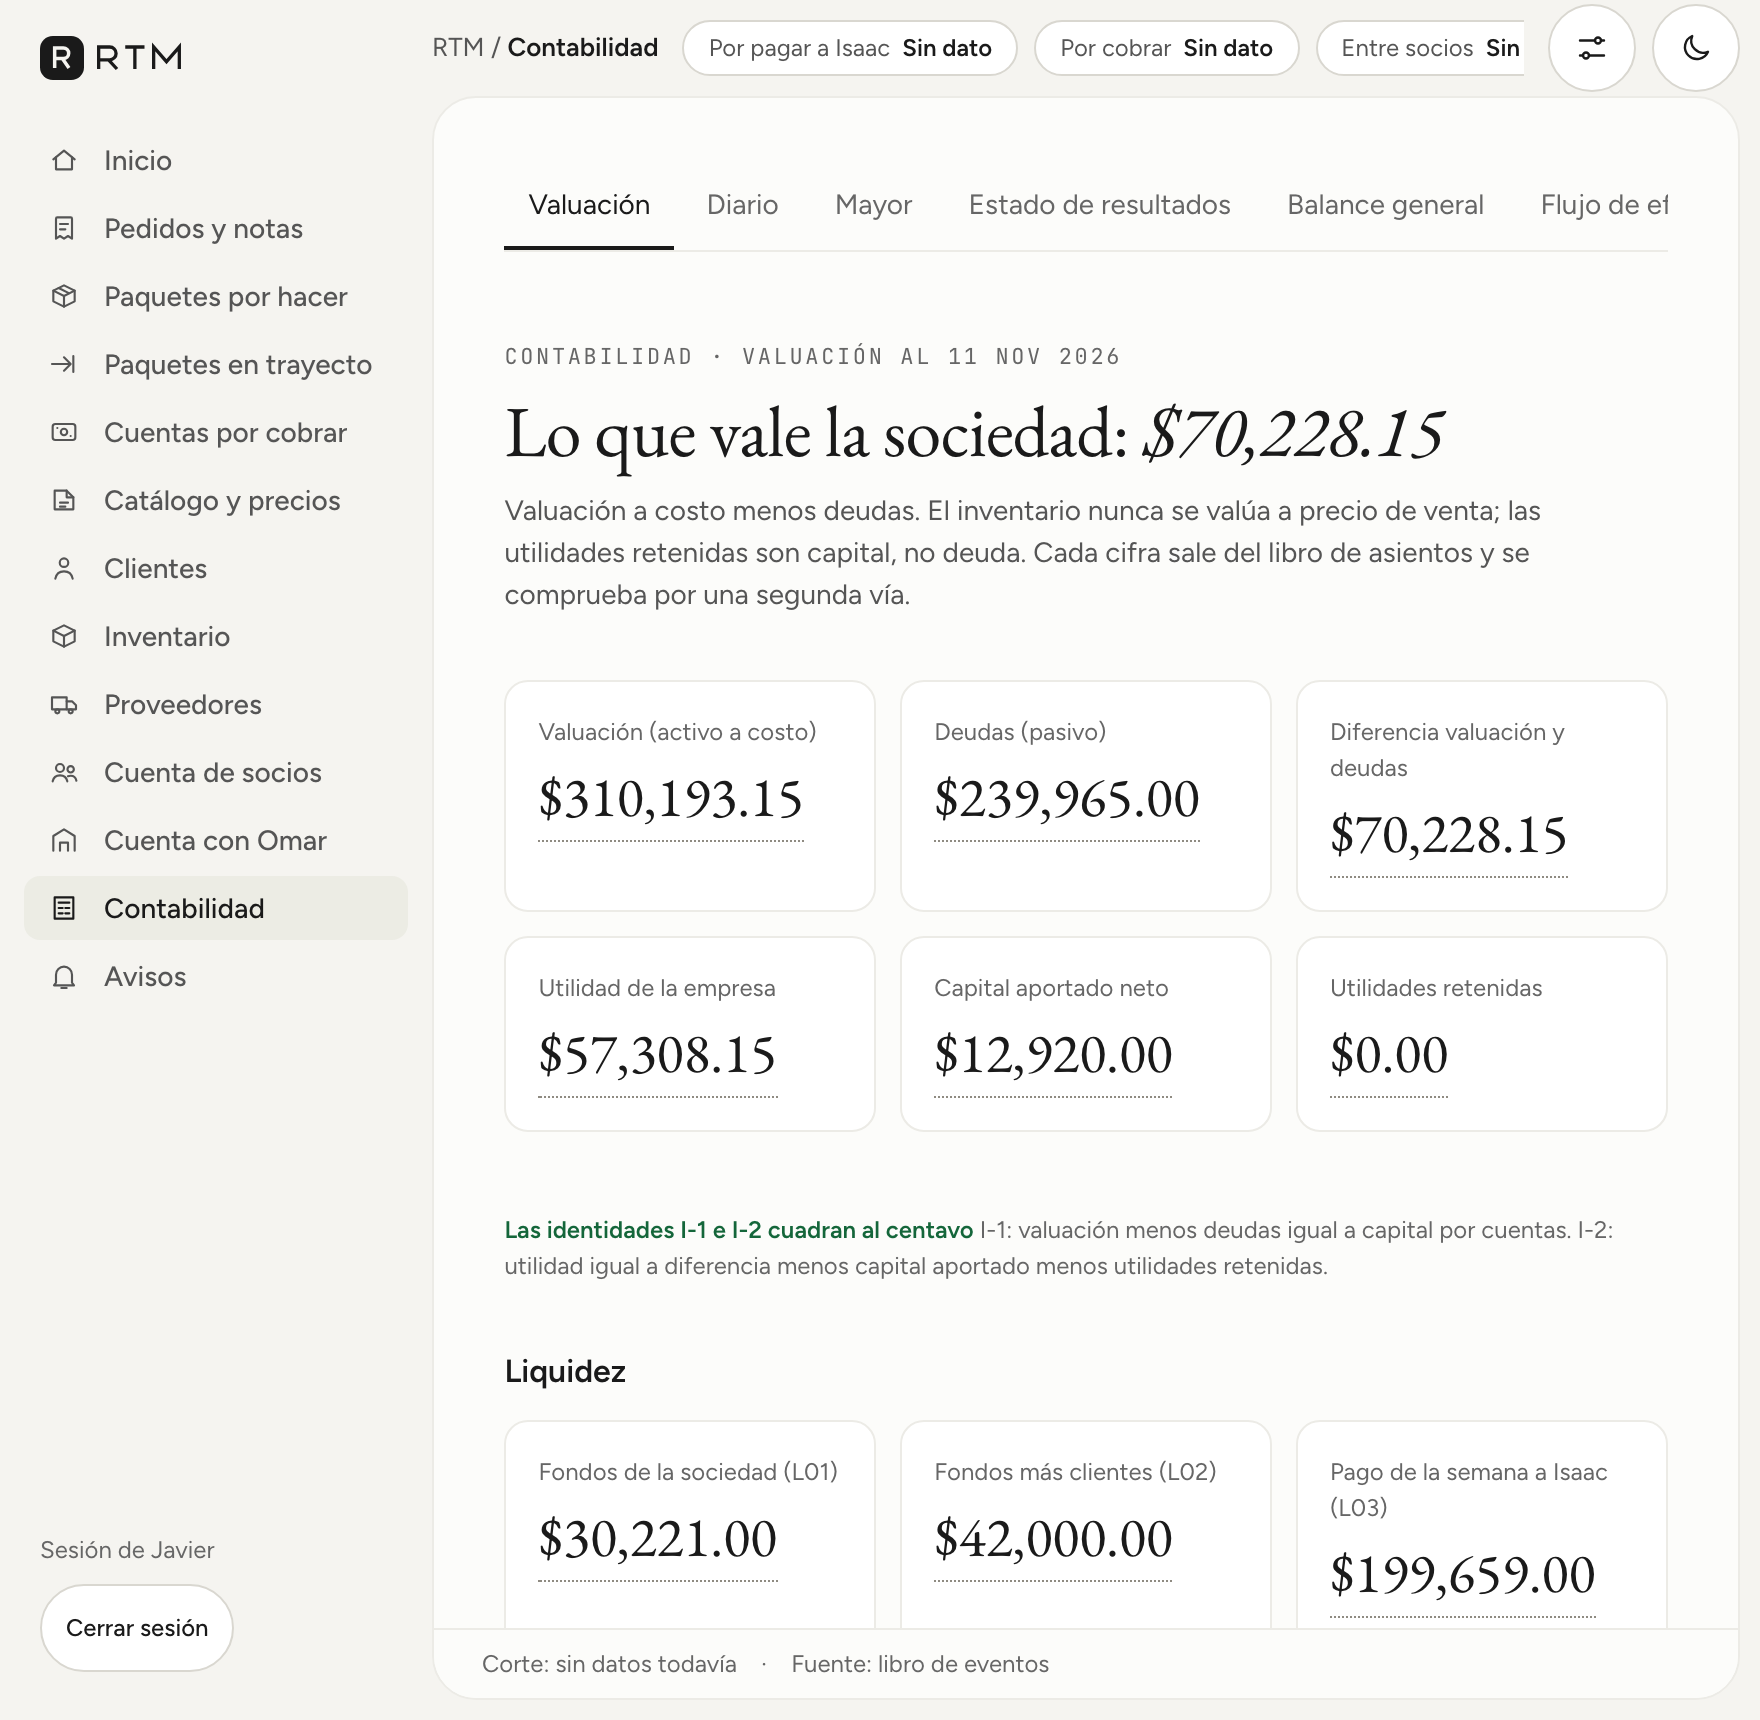 RTM
RTM / Contabilidad
Por pagar a Isaac Sin dato
Por cobrar Sin dato
Entre socios Sin
Inicio
Pedidos y notas
Paquetes por hacer
Paquetes en trayecto
Cuentas por cobrar
Catálogo y precios
Clientes
Inventario
Proveedores
Cuenta de socios
Cuenta con Omar
Contabilidad
Avisos
Sesión de Javier
Cerrar sesión
Valuación
Diario
Mayor
Estado de resultados
Balance general
Flujo de ef
CONTABILIDAD · VALUACIÓN AL 11 NOV 2026
Lo que vale la sociedad: $70,228.15
Valuación a costo menos deudas. El inventario nunca se valúa a precio de venta; las
utilidades retenidas son capital, no deuda. Cada cifra sale del libro de asientos y se
comprueba por una segunda vía.
Valuación (activo a costo)
$310,193.15
Deudas (pasivo)
$239,965.00
Diferencia valuación y
deudas
$70,228.15
Utilidad de la empresa
$57,308.15
Capital aportado neto
$12,920.00
Utilidades retenidas
$0.00
Las identidades I-1 e I-2 cuadran al centavo I-1: valuación menos deudas igual a capital por cuentas. I-2:
utilidad igual a diferencia menos capital aportado menos utilidades retenidas.
Liquidez
Fondos de la sociedad (L01)
$30,221.00
Fondos más clientes (L02)
$42,000.00
Pago de la semana a Isaac
(L03)
$199,659.00
Corte: sin datos todavía · Fuente: libro de eventos